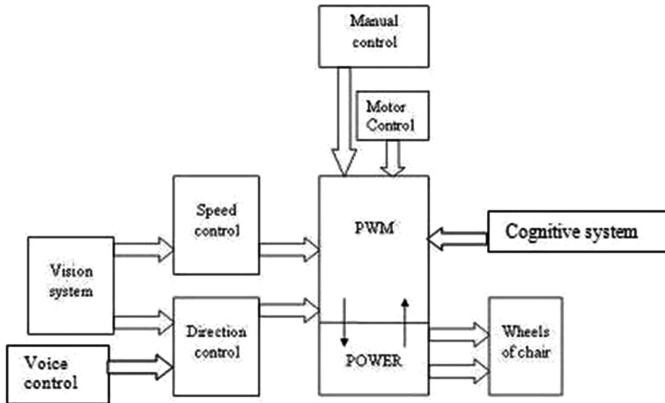 Manual
control
Motor
Control
Speed
control
PWM
Cognitive system
Vision
system
Direction
control
POWER
Wheels
of chair
Voice
control